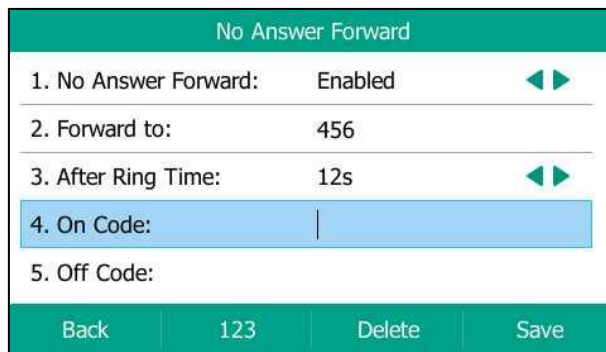 No Answer Forward
1. No Answer Forward: Enabled
2. Forward to: 456
3. After Ring Time: 12s
4. On Code:
5. Off Code:
Back 123 Delete Save